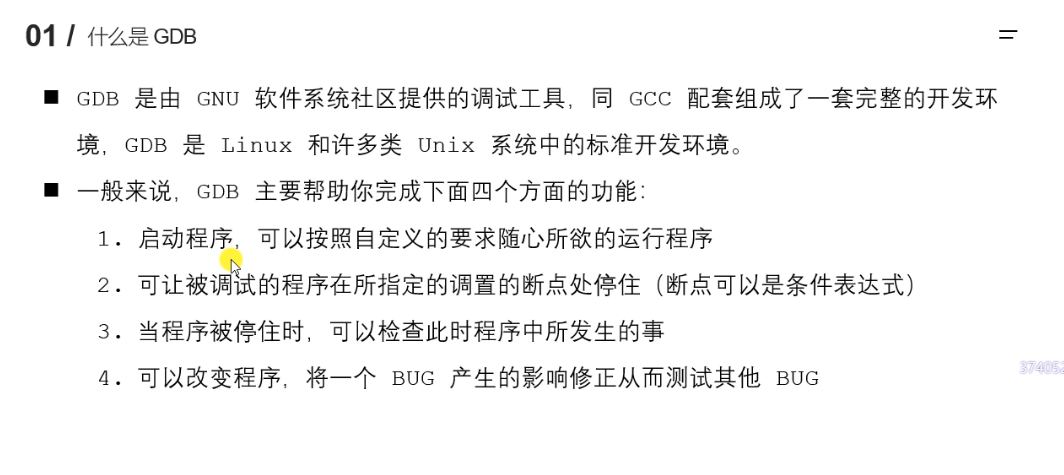 01 / 什么是 GDB
■ GDB 是由 GNU 软件系统社区提供的调试工具，同 GCC 配套组成了一套完整的开发环
境，GDB 是 Linux 和许多类 Unix 系统中的标准开发环境。
■ 一般来说，GDB 主要帮助你完成下面四个方面的功能：
1. 启动程序，可以按照自定义的要求随心所欲的运行程序
2. 可让被调试的程序在所指定的调置的断点处停住（断点可以是条件表达式）
3. 当程序被停住时，可以检查此时程序中所发生的事
4. 可以改变程序，将一个 BUG 产生的影响修正从而测试其他 BUG